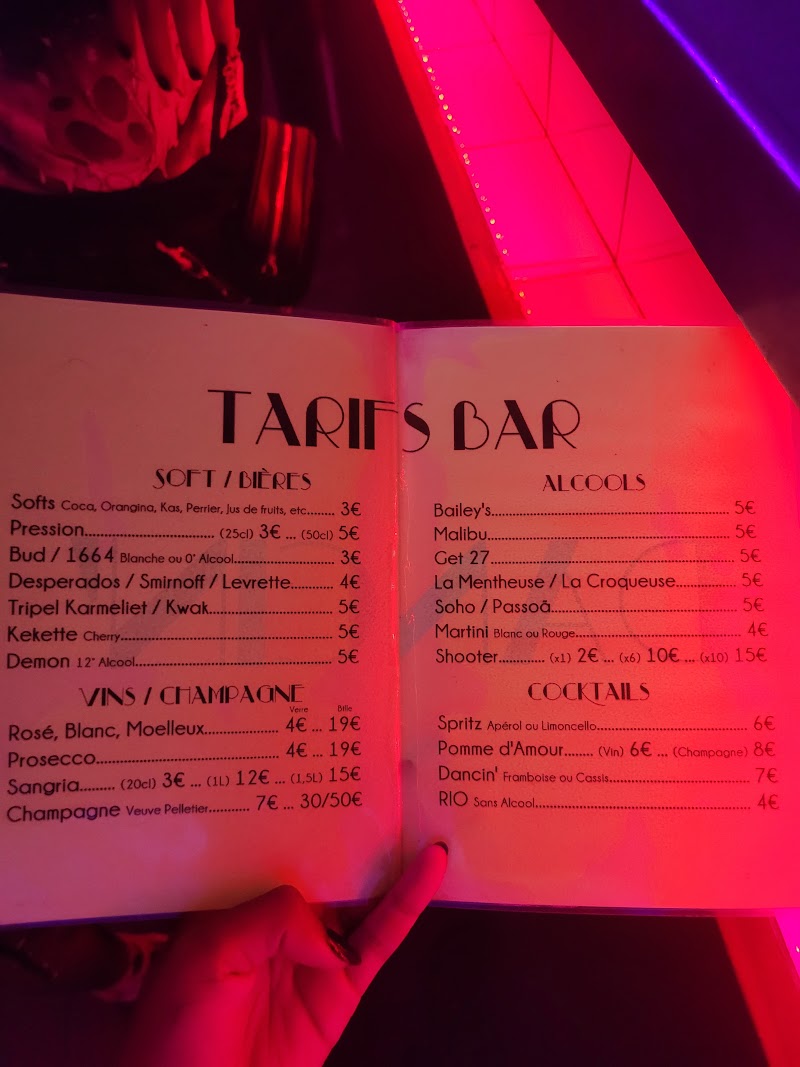 TARIFS BAR
SOFT / BIÈRES
Softs Coca, Orangina, Kas, Perrier, Jus de fruits, etc....... 3€
Pression................................ (25cl) 3€ ... (50cl) 5€
Bud / 1664 Blanche ou 0° Alcool......................... 3€
Desperados / Smirnoff / Levrette........... 4€
Tripel Karmeliet / Kwak............................... 5€
Kekette Cherry..................................................... 5€
Demon 12° Alcool................................................. 5€
VINS / CHAMPAGNE
Verre Btlle
Rosé, Blanc, Moelleux................... 4€ ... 19€
Prosecco.............................................. 4€ ... 19€
Sangria......... (20cl) 3€ ... (1L) 12€ ... (1,5L) 15€
Champagne Veuve Pelletier.......... 7€ ... 30/50€
ALCOOLS
Bailey's............................................................ 5€
Malibu............................................................. 5€
Get 27............................................................. 5€
La Mentheuse / La Croqueuse............... 5€
Soho / Passoã.............................................. 5€
Martini Blanc ou Rouge........................................... 4€
Shooter............ (x1) 2€ ... (x6) 10€ ... (x10) 15€
COCKTAILS
Spritz Apérol ou Limoncello....................................... 6€
Pomme d'Amour....... (Vin) 6€ ... (Champagne) 8€
Dancin' Framboise ou Cassis................................... 7€
RIO Sans Alcool...................................................... 4€